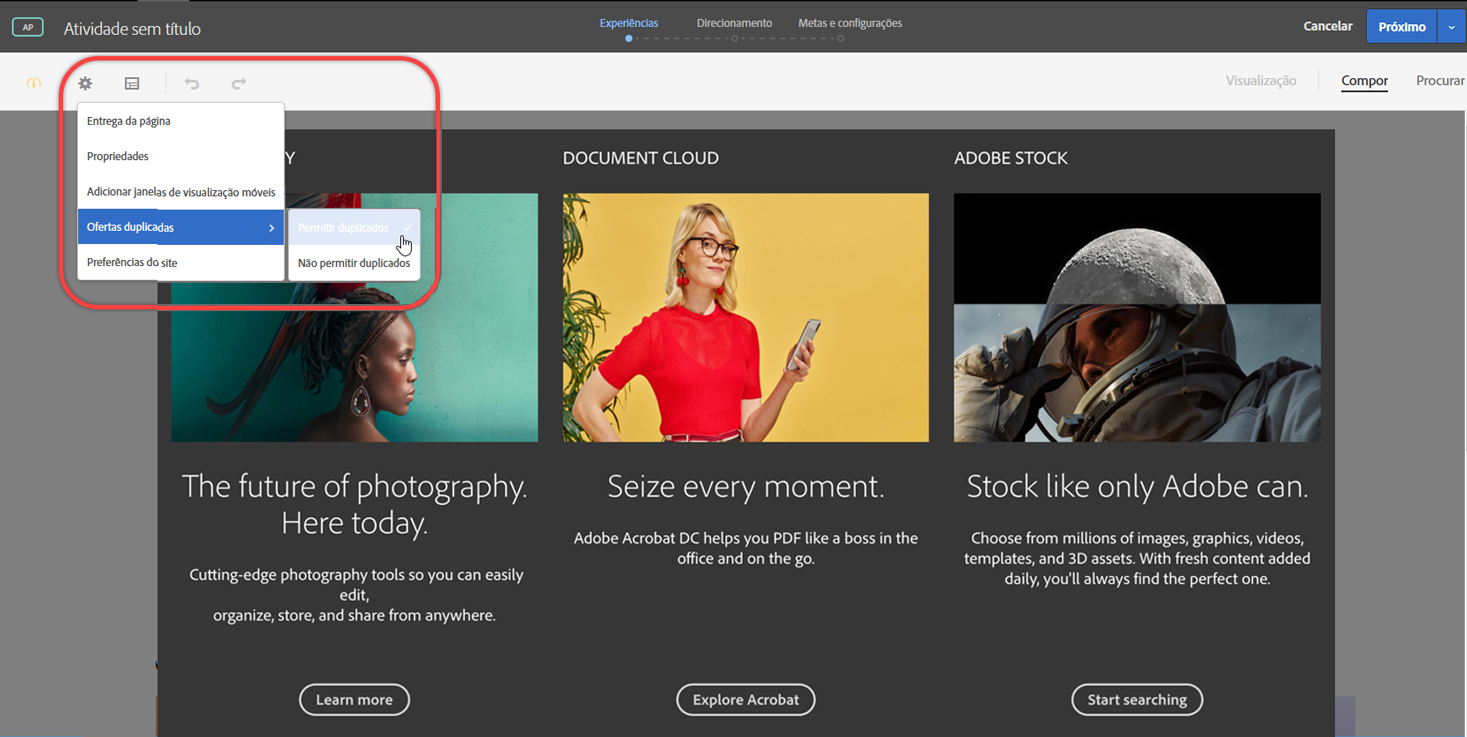 AP
Atividade sem título
Experiências
Direcionamento
Metas e configurações
Cancelar
Próximo
Visualização
Compor
Procurar
Entrega da página
Propriedades
Adicionar janelas de visualização móveis
Ofertas duplicadas
Preferências do site
Permitir duplicados
Não permitir duplicados
Y
DOCUMENT CLOUD
ADOBE STOCK
The future of photography.
Here today.
Cutting-edge photography tools so you can easily
edit,
organize, store, and share from anywhere.
Learn more
Seize every moment.
Adobe Acrobat DC helps you PDF like a boss in the
office and on the go.
Explore Acrobat
Stock like only Adobe can.
Choose from millions of images, graphics, videos,
templates, and 3D assets. With fresh content added
daily, you'll always find the perfect one.
Start searching